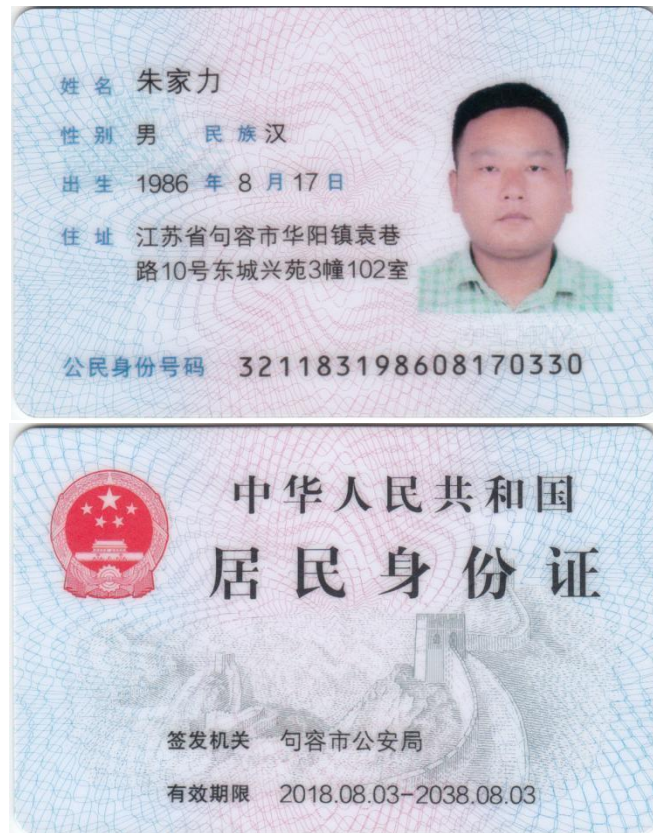 姓名 朱家力
性别 男 民族 汉
出生 1986 年 8 月 17 日
住址 江苏省句容市华阳镇袁巷
路10号东城兴苑3幢102室
公民身份号码 321183198608170330
中华人民共和国
居民身份证
签发机关 句容市公安局
有效期限 2018.08.03-2038.08.03